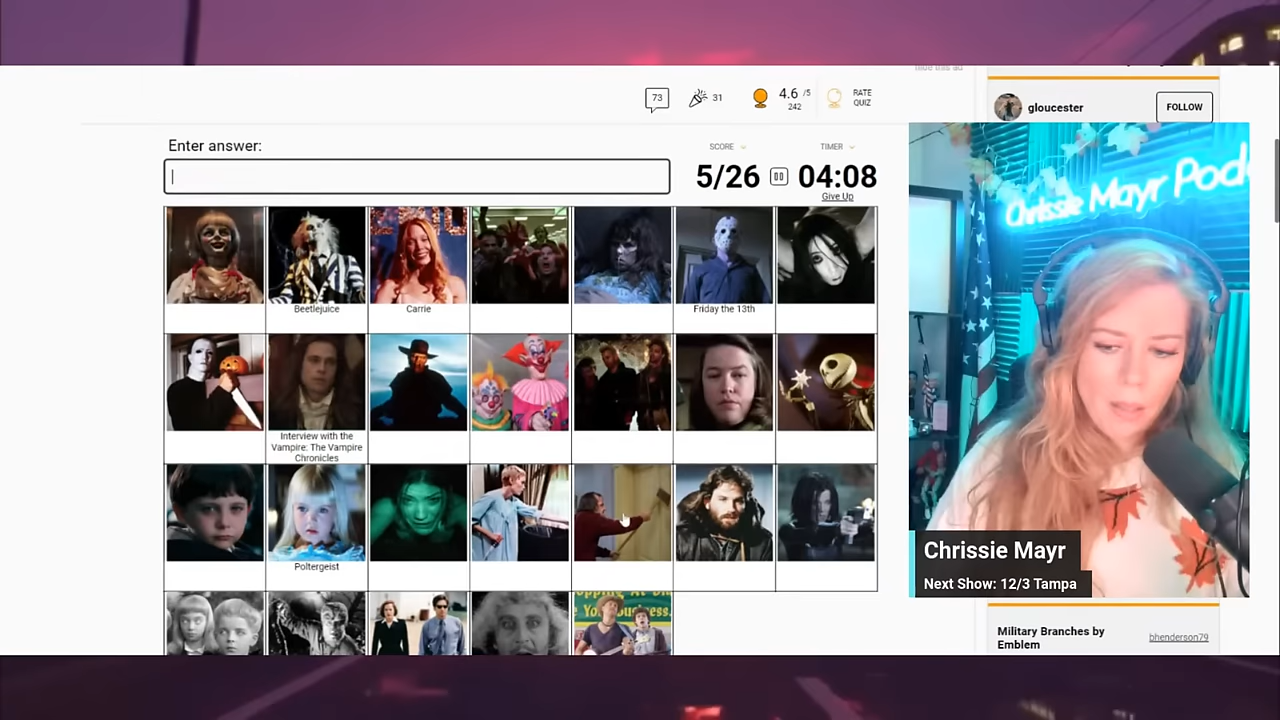 73
31
4.6 /5
242
RATE
QUIZ
gloucester
FOLLOW
Enter answer:
SCORE
TIMER
5/26
04:08
Give Up
Chrissie Mayr Pod
Beetlejuice
Carrie
Friday the 13th
Interview with the
Vampire: The Vampire
Chronicles
Poltergeist
Chrissie Mayr
Next Show: 12/3 Tampa
Military Branches by
Emblem
bhenderson79